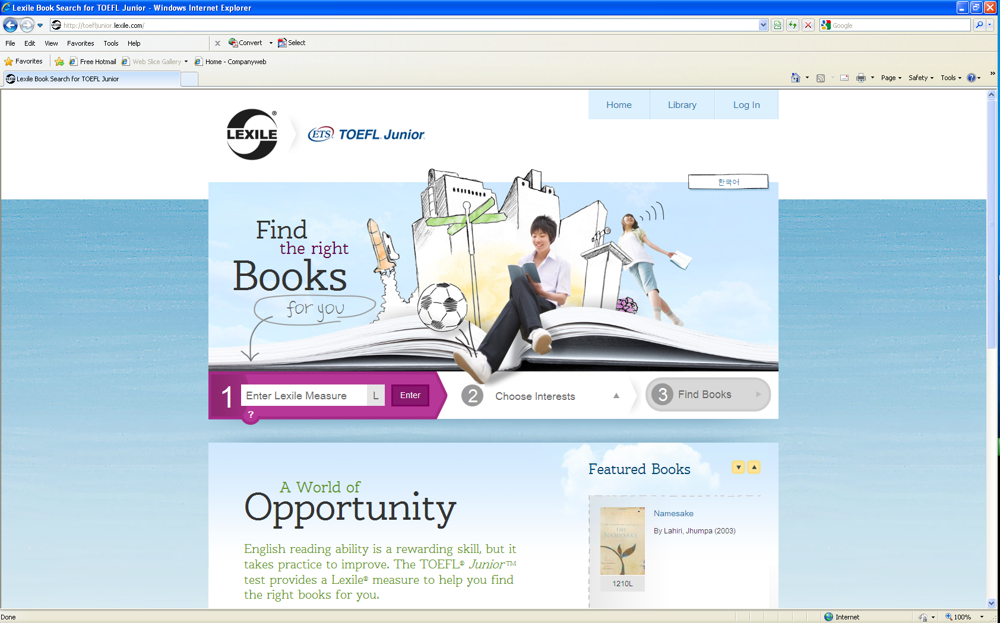 Lexile Book Search for TOEFL Junior - Windows Internet Explorer
http://toefljunior.lexile.com/
Google
File Edit View Favorites Tools Help
x Convert Select
Favorites Free Hotmail Web Slice Gallery Home - Companyweb
Lexile Book Search for TOEFL Junior
Page Safety Tools ? »
Home Library Log In
LEXILE®
ETS® TOEFL. Junior.
한국어
Find
the right
Books
for you
1 Enter Lexile Measure L Enter
?
2 Choose Interests
3 Find Books
Featured Books
A World of
Opportunity
English reading ability is a rewarding skill, but it
takes practice to improve. The TOEFL® Junior™
test provides a Lexile® measure to help you find
the right books for you.
Namesake
By Lahiri, Jhumpa (2003)
THE
NAMESAKE
1210L
Done Internet 100%